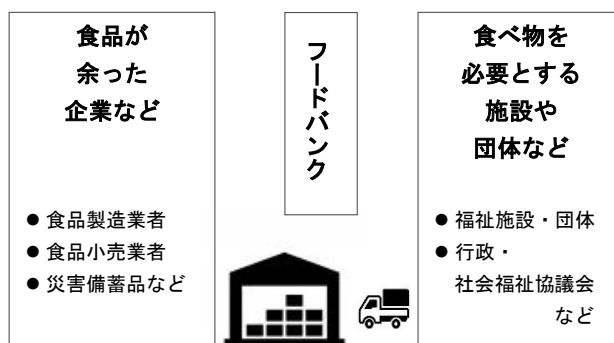 食品が
余った
企業など
● 食品製造業者
● 食品小売業者
● 災害備蓄品など
フードバンク
食べ物を
必要とする
施設や
団体など
● 福祉施設・団体
● 行政・
社会福祉協議会
など